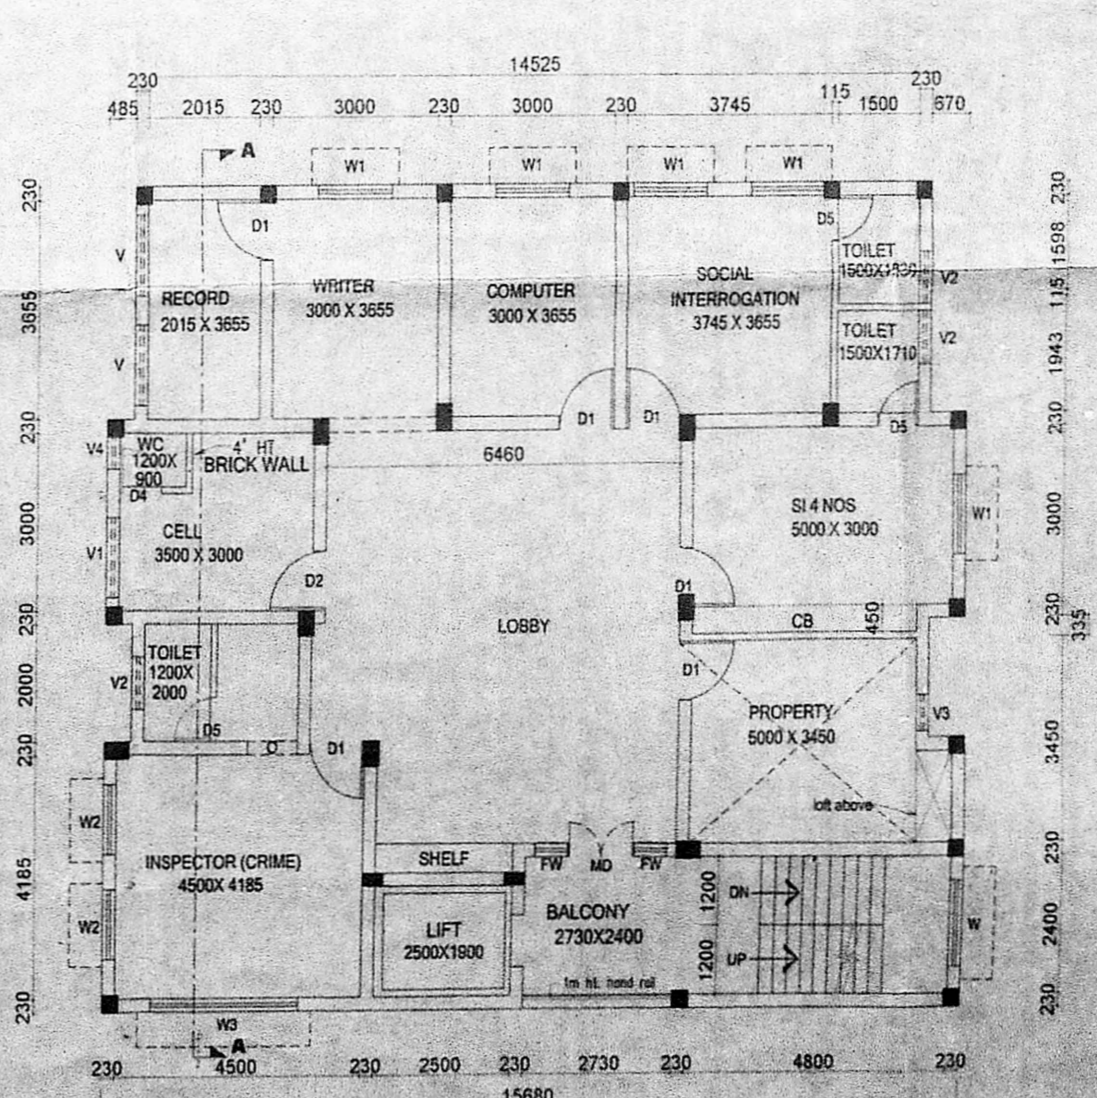 14525
230
230
485 2015 230 3000 230 3000 230 3745 115 1500 670
A
W1 W1 W1 W1
230
230
D1
D5
V
TOILET
1500X1830
1598
V2
RECORD
2015 X 3655
WRITER
3000 X 3655
COMPUTER
3000 X 3655
SOCIAL
INTERROGATION
3745 X 3655
3655
115
TOILET
1500X1710
V2
1943
V
D1
D1
D5
230
230
V4
WC
1200X
900
D4
4' HT
BRICK WALL
6460
CELL
3500 X 3000
V1
3000
D2
SI 4 NOS
5000 X 3000
W1
3000
D1
230
CB
450
230
335
LOBBY
TOILET
1200X
2000
V2
2000
D5
D1
PROPERTY
5000 X 3450
V3
3450
230
O
D1
loft above
W2
INSPECTOR (CRIME)
4500X 4185
4185
W2
SHELF
FW MD FW
230
LIFT
2500X1900
BALCONY
2730X2400
1m ht. hand rail
1200
DN
1200
UP
W
2400
230
230
W3
A
230 4500 230 2500 230 2730 230 4800 230
15680